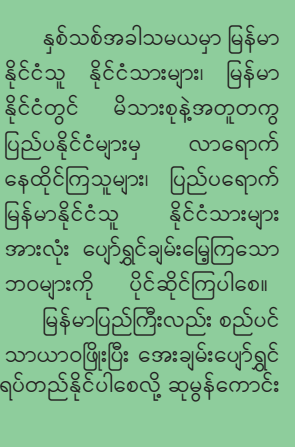 နှစ်သစ်အခါသမယမှာ မြန်မာ
နိုင်ငံသူ နိုင်ငံသားများ၊ မြန်မာ
နိုင်ငံတွင် မိသားစုနဲ့အတူတကွ
ပြည်ပနိုင်ငံများမှ လာရောက်
နေထိုင်ကြသူများ၊ ပြည်ပရောက်
မြန်မာနိုင်ငံသူ နိုင်ငံသားများ
အားလုံး ပျော်ရွှင်ချမ်းမြေ့ကြသော
ဘဝများကို ပိုင်ဆိုင်ကြပါစေ။
မြန်မာပြည်ကြီးလည်း စည်ပင်
သာယာဝဖြိုးပြီး အေးချမ်းပျော်ရွှင်
ရပ်တည်နိုင်ပါစေလို့ ဆုမွန်ကောင်း